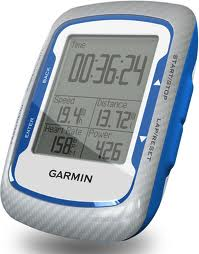 Time
00:36:24
Speed Distance
19.4 13.72
Heart Rate Power
158 426
GARMIN
BACK
ENTER
START/STOP
LAP/RESET